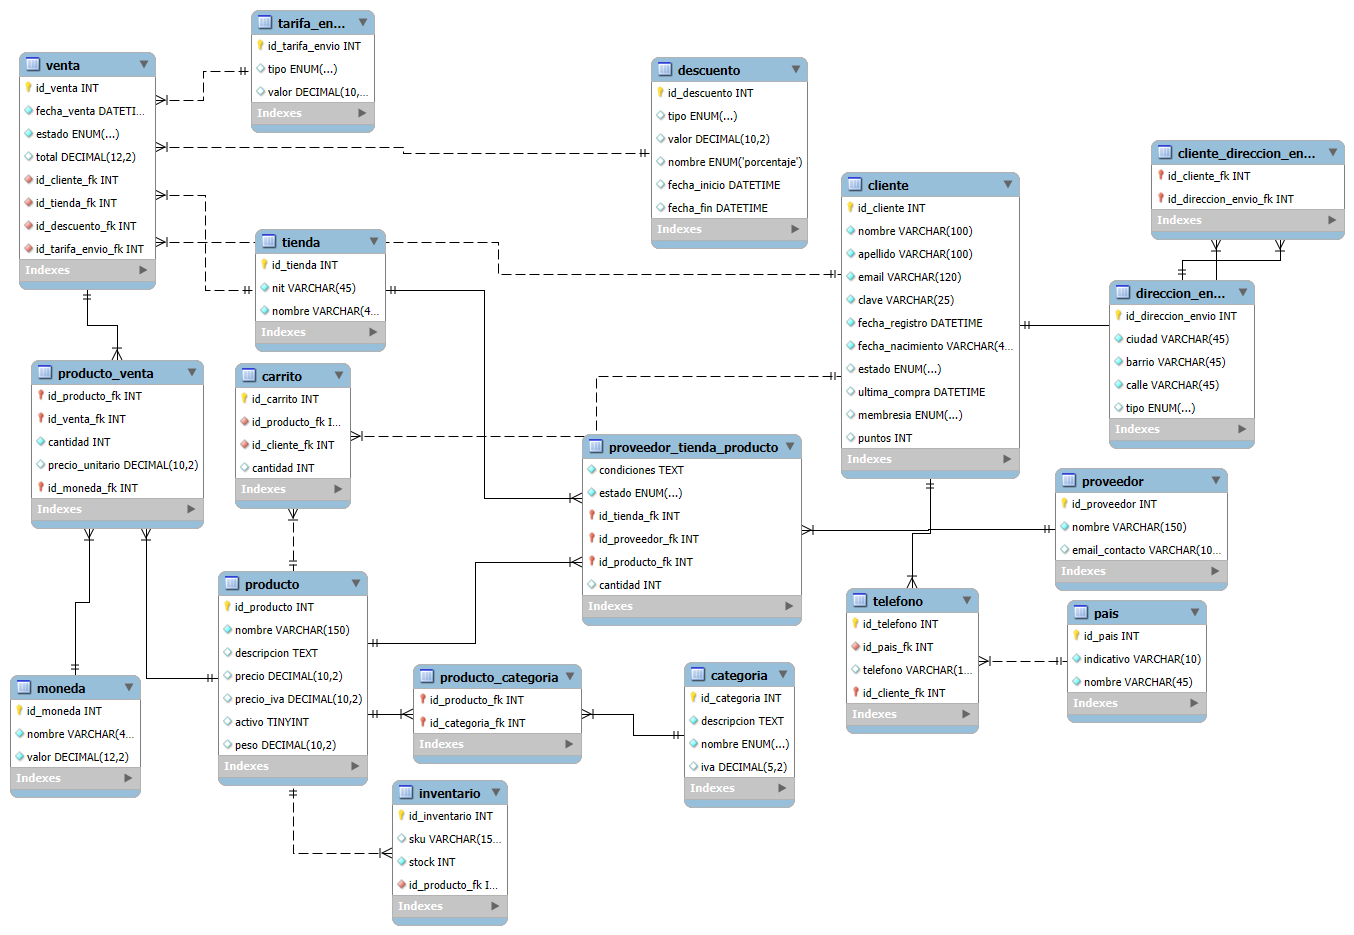 tarifa_en...
id_tarifa_envio INT
tipo ENUM(...)
valor DECIMAL(10,...
Indexes
venta
id_venta INT
fecha_venta DATETI...
estado ENUM(...)
total DECIMAL(12,2)
id_cliente_fk INT
id_tienda_fk INT
id_descuento_fk INT
id_tarifa_envio_fk INT
Indexes
descuento
id_descuento INT
tipo ENUM(...)
valor DECIMAL(10,2)
nombre ENUM('porcentaje')
fecha_inicio DATETIME
fecha_fin DATETIME
Indexes
cliente_direccion_en...
id_cliente_fk INT
id_direccion_envio_fk INT
Indexes
cliente
id_cliente INT
nombre VARCHAR(100)
apellido VARCHAR(100)
email VARCHAR(120)
clave VARCHAR(25)
fecha_registro DATETIME
fecha_nacimiento VARCHAR(4...
estado ENUM(...)
ultima_compra DATETIME
membresia ENUM(...)
puntos INT
Indexes
tienda
id_tienda INT
nit VARCHAR(45)
nombre VARCHAR(4...
Indexes
direccion_en...
id_direccion_envio INT
ciudad VARCHAR(45)
barrio VARCHAR(45)
calle VARCHAR(45)
tipo ENUM(...)
Indexes
producto_venta
id_producto_fk INT
id_venta_fk INT
cantidad INT
precio_unitario DECIMAL(10,2)
id_moneda_fk INT
Indexes
carrito
id_carrito INT
id_producto_fk I...
id_cliente_fk INT
cantidad INT
Indexes
proveedor_tienda_producto
condiciones TEXT
estado ENUM(...)
id_tienda_fk INT
id_proveedor_fk INT
id_producto_fk INT
cantidad INT
Indexes
proveedor
id_proveedor INT
nombre VARCHAR(150)
email_contacto VARCHAR(10...
Indexes
producto
id_producto INT
nombre VARCHAR(150)
descripcion TEXT
precio DECIMAL(10,2)
precio_iva DECIMAL(10,2)
activo TINYINT
peso DECIMAL(10,2)
Indexes
telefono
id_telefono INT
id_pais_fk INT
telefono VARCHAR(1...
id_cliente_fk INT
Indexes
pais
id_pais INT
indicativo VARCHAR(10)
nombre VARCHAR(45)
Indexes
moneda
id_moneda INT
nombre VARCHAR(4...
valor DECIMAL(12,2)
Indexes
producto_categoria
id_producto_fk INT
id_categoria_fk INT
Indexes
categoria
id_categoria INT
descripcion TEXT
nombre ENUM(...)
iva DECIMAL(5,2)
Indexes
inventario
id_inventario INT
sku VARCHAR(15...
stock INT
id_producto_fk I...
Indexes